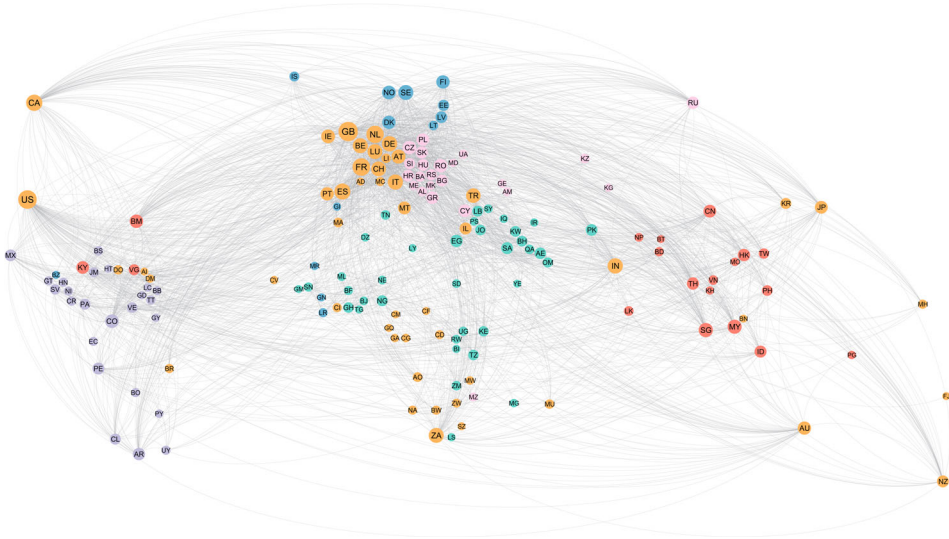 IS
FI
NO
SE
CA
RU
EE
LV
LT
DK
GB
NL
IE
PL
BE
DE
CZ
SK
UA
LU
AT
LI
SI
HU
RO
MD
KZ
FR
CH
HR
BA
RS
BG
AD
MC
IT
ME
MK
AL
GE
KG
PT
ES
TR
AM
GR
US
GI
MT
CY
LB
SY
KR
JP
CN
BM
MA
TN
IL
PS
JO
IQ
IR
PK
KW
DZ
EG
BH
NP
BT
MX
BS
LY
SA
QA
AE
OM
BD
HK
TW
MO
KY
JM
HT
DO
VG
AI
DM
MR
IN
BZ
GT
HN
SV
NI
LC
BB
GD
TT
CV
ML
NE
SD
YE
TH
VN
KH
PH
CR
PA
VE
GM
SN
BF
GN
BJ
NG
MH
CO
GY
LR
CI
GH
TG
CM
CF
LK
BN
SG
MY
EC
GQ
GA
CG
CD
UG
KE
RW
BI
TZ
ID
PG
PE
BR
AO
ZM
MW
BO
MZ
ZW
MG
MU
FJ
PY
NA
BW
CL
SZ
ZA
LS
AU
AR
UY
NZ